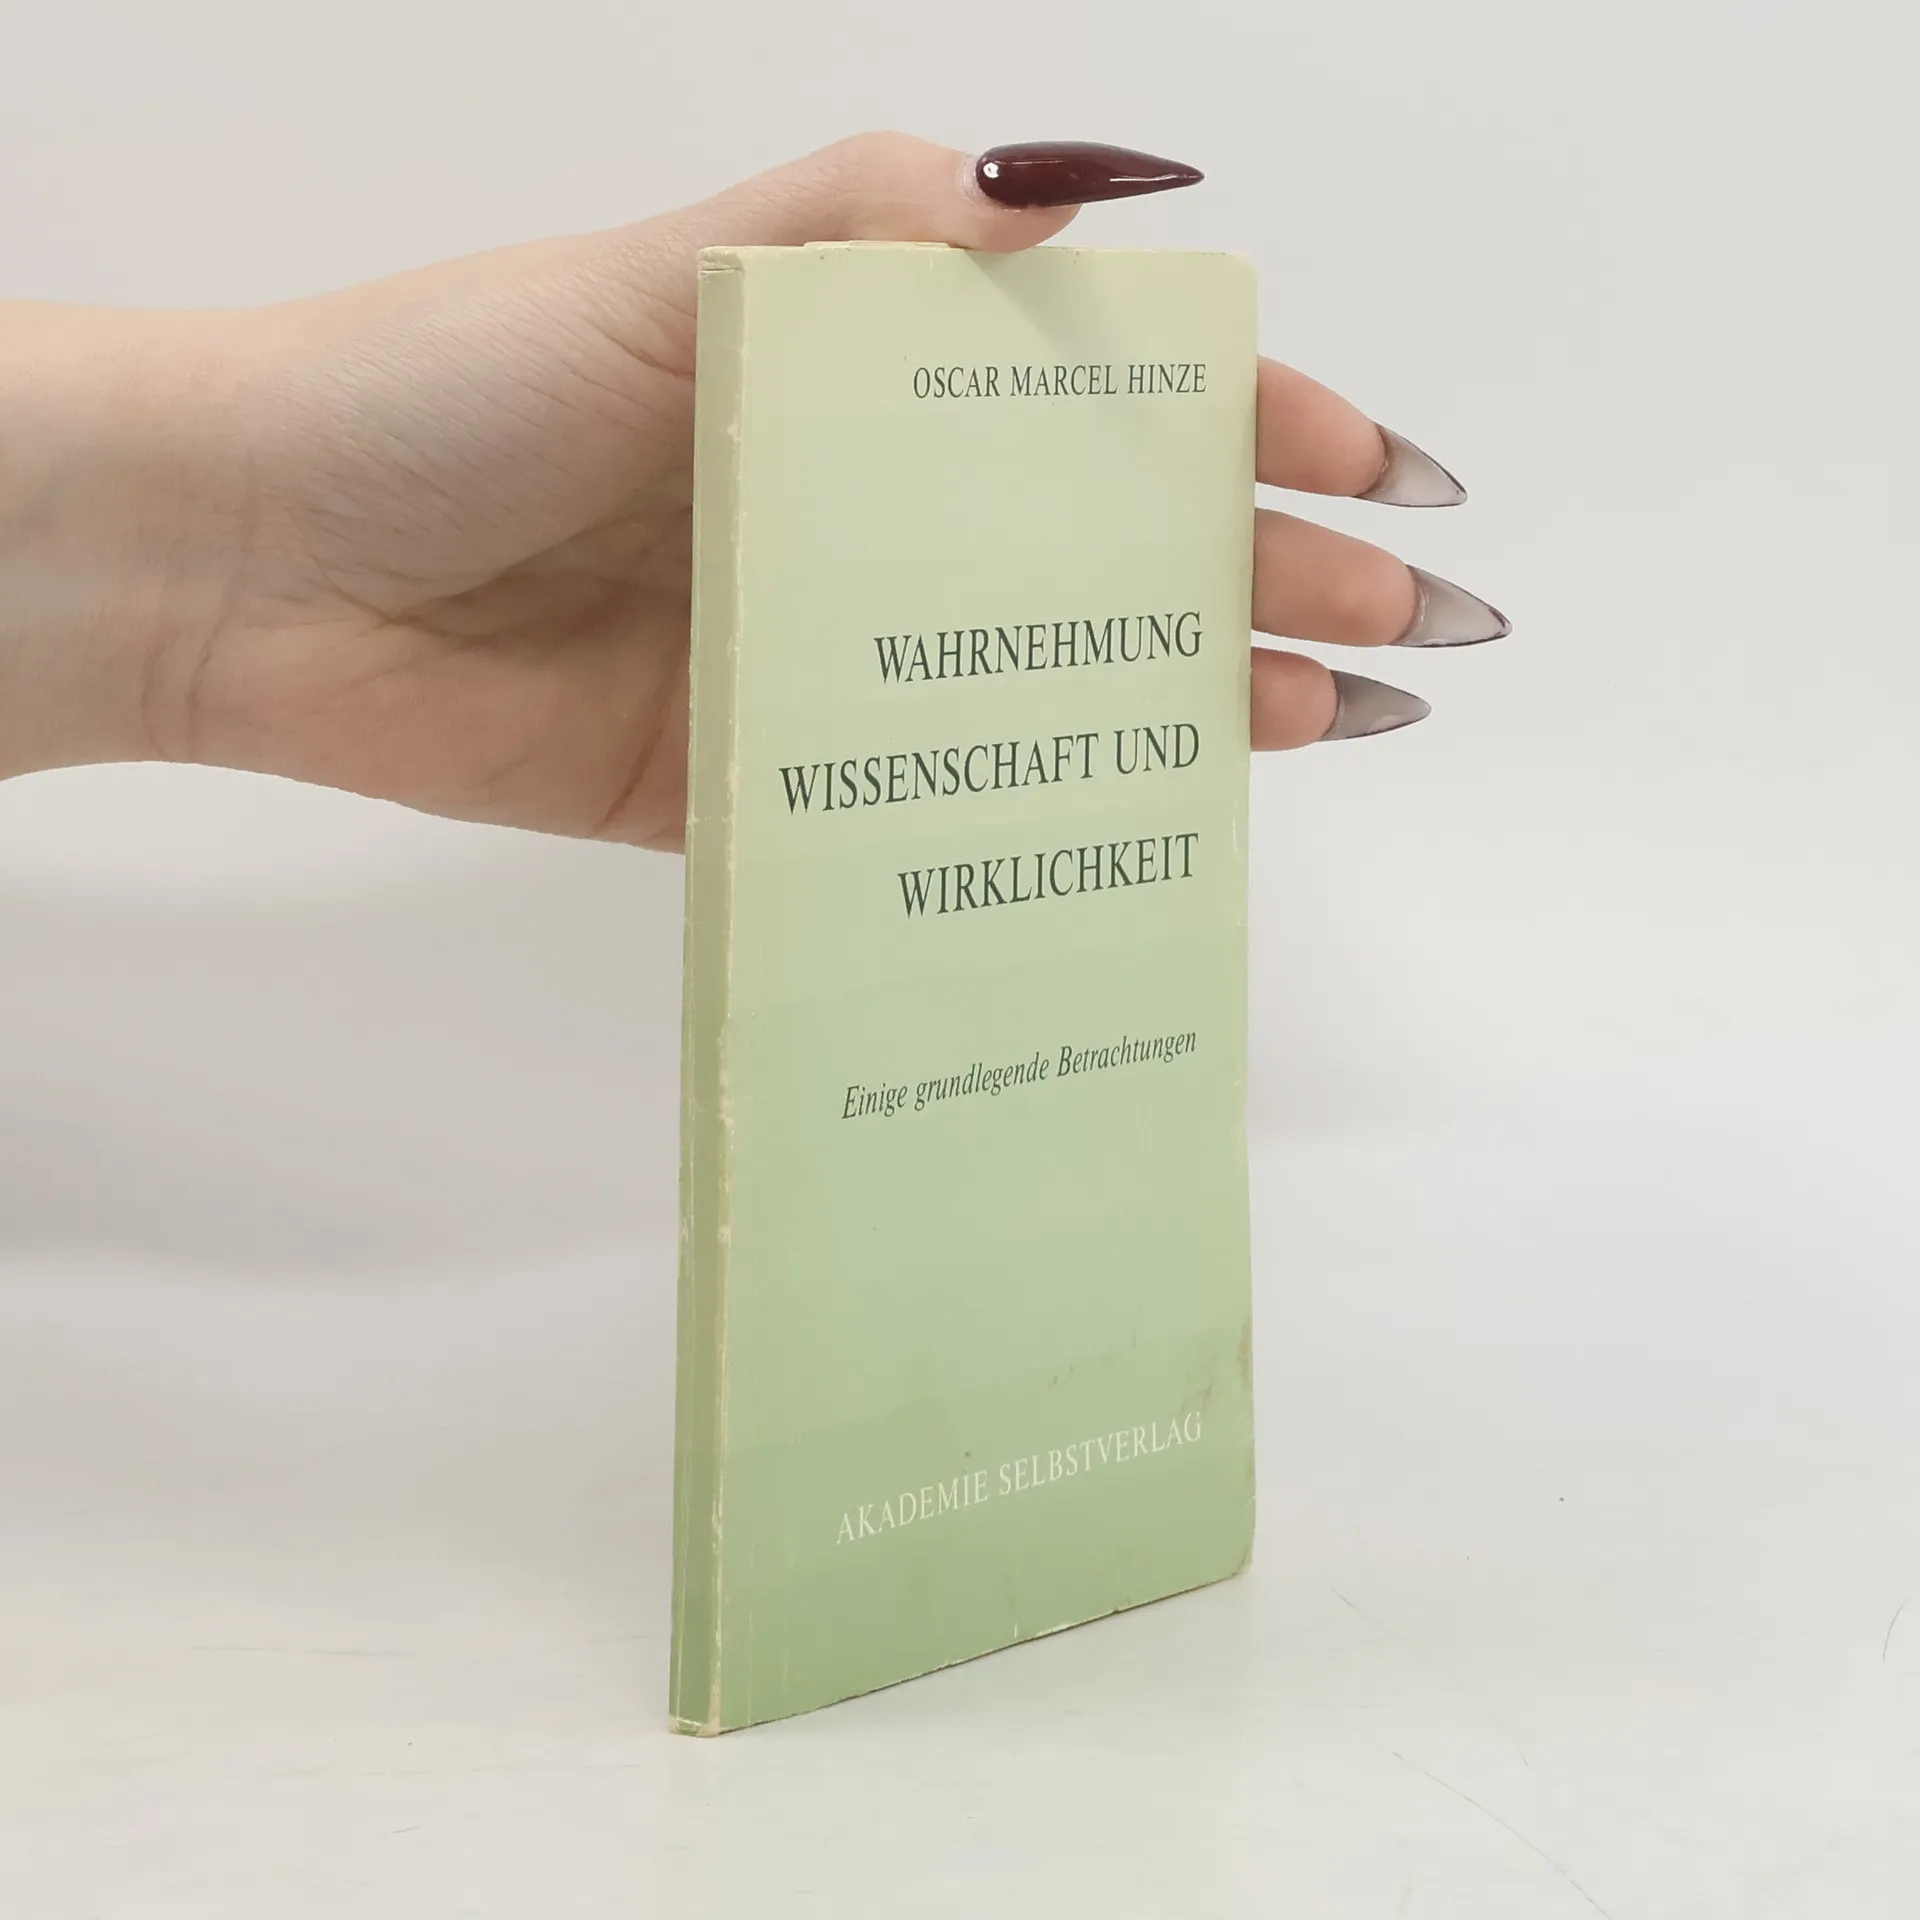 OSCAR MARCEL HINZE
WAHRNEHMUNG
WISSENSCHAFT UND
WIRKLICHKEIT
Einige grundlegende Betrachtungen
AKADEMIE SELBSTVERLAG